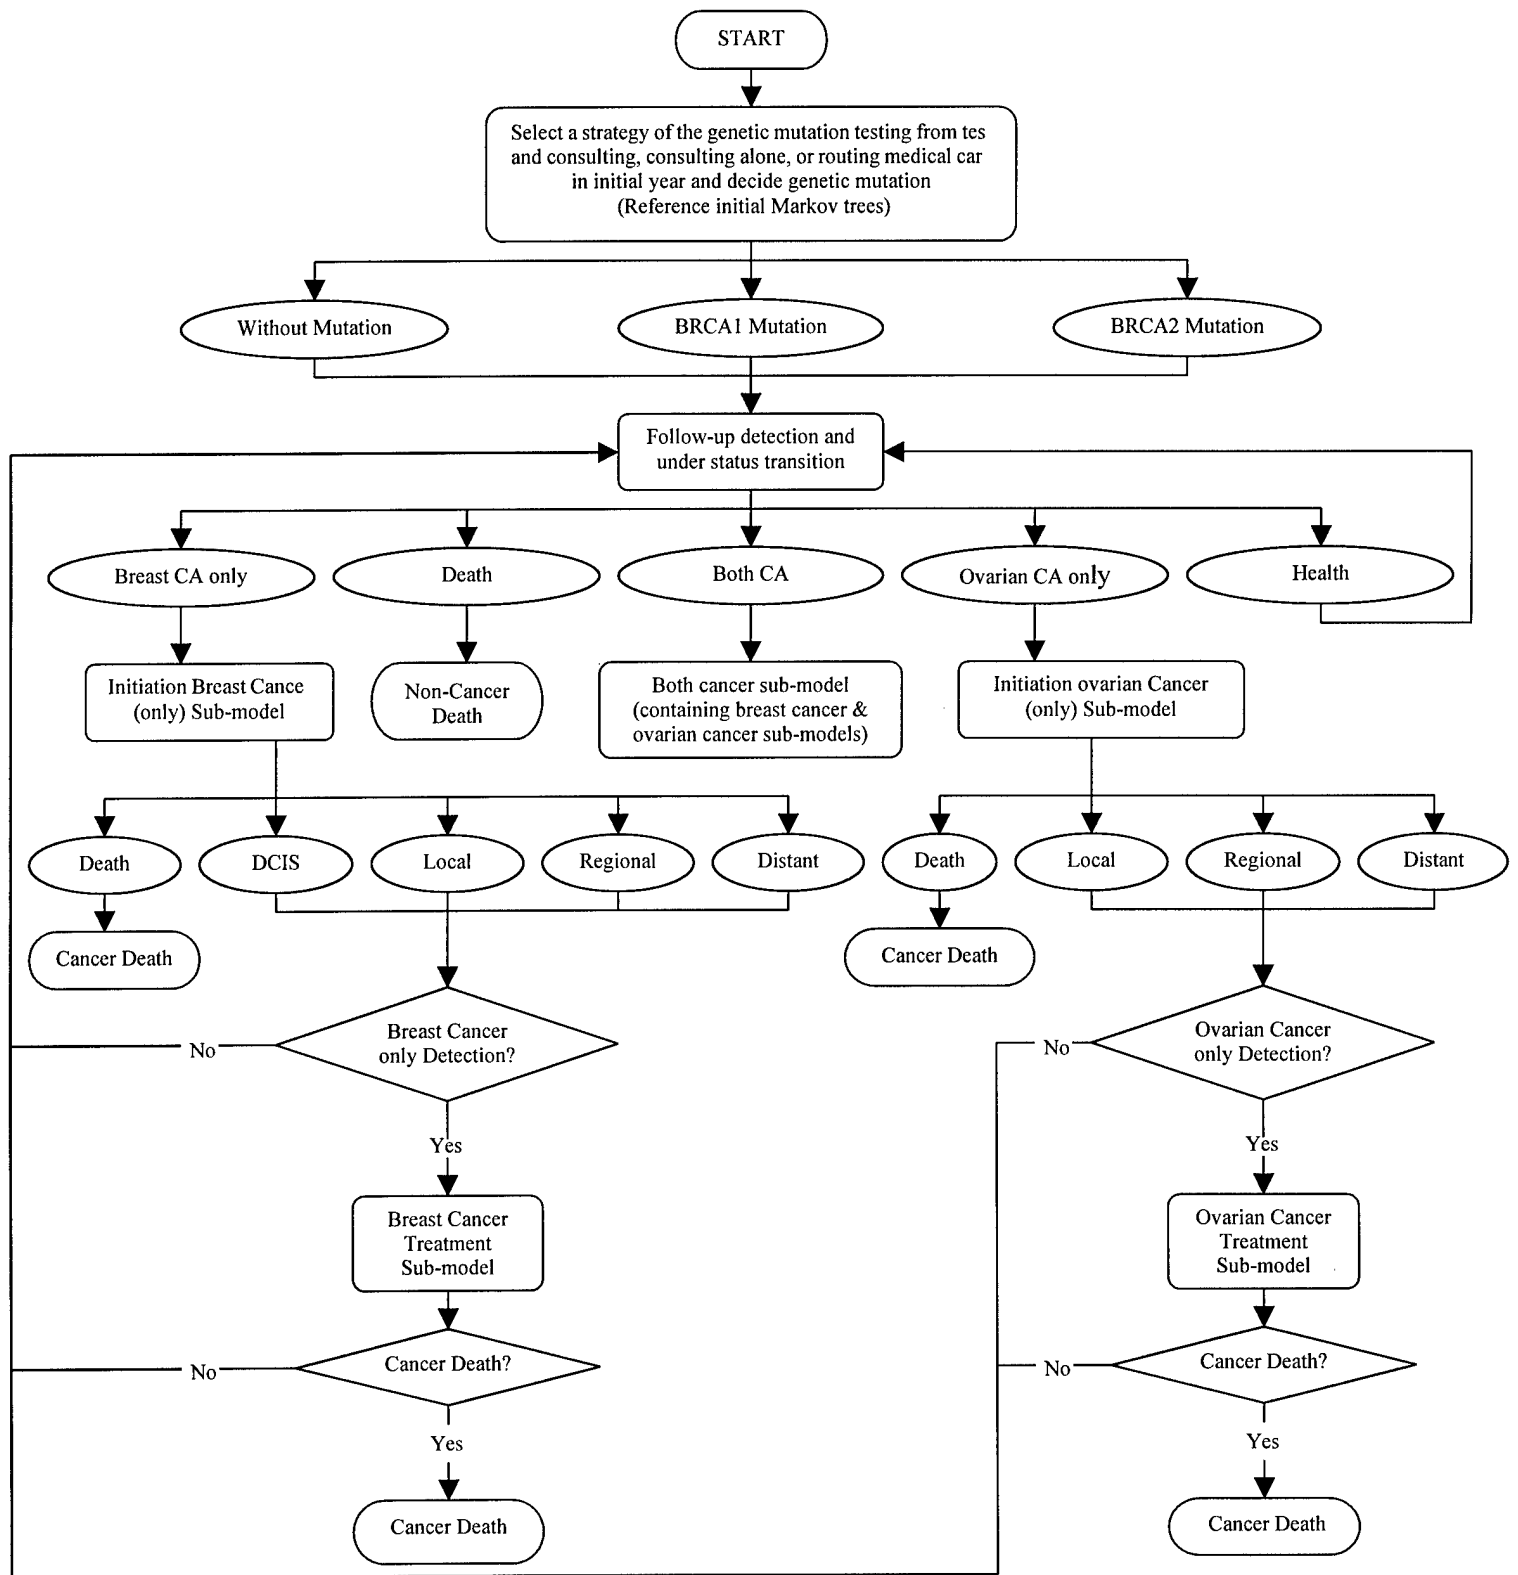 START
Select a strategy of the genetic mutation testing from tes
and consulting, consulting alone, or routing medical car
in initial year and decide genetic mutation
(Reference initial Markov trees)
Without Mutation
BRCA1 Mutation
BRCA2 Mutation
Follow-up detection and
under status transition
Breast CA only
Death
Both CA
Ovarian CA only
Health
Initiation Breast Cance
(only) Sub-model
Non-Cancer
Death
Both cancer sub-model
(containing breast cancer &
ovarian cancer sub-models)
Initiation ovarian Cancer
(only) Sub-model
Death
DCIS
Local
Regional
Distant
Death
Local
Regional
Distant
Cancer Death
Cancer Death
Breast Cancer
only Detection?
No
Ovarian Cancer
only Detection?
No
Yes
Yes
Breast Cancer
Treatment
Sub-model
Ovarian Cancer
Treatment
Sub-model
No
Cancer Death?
No
Cancer Death?
Yes
Yes
Cancer Death
Cancer Death